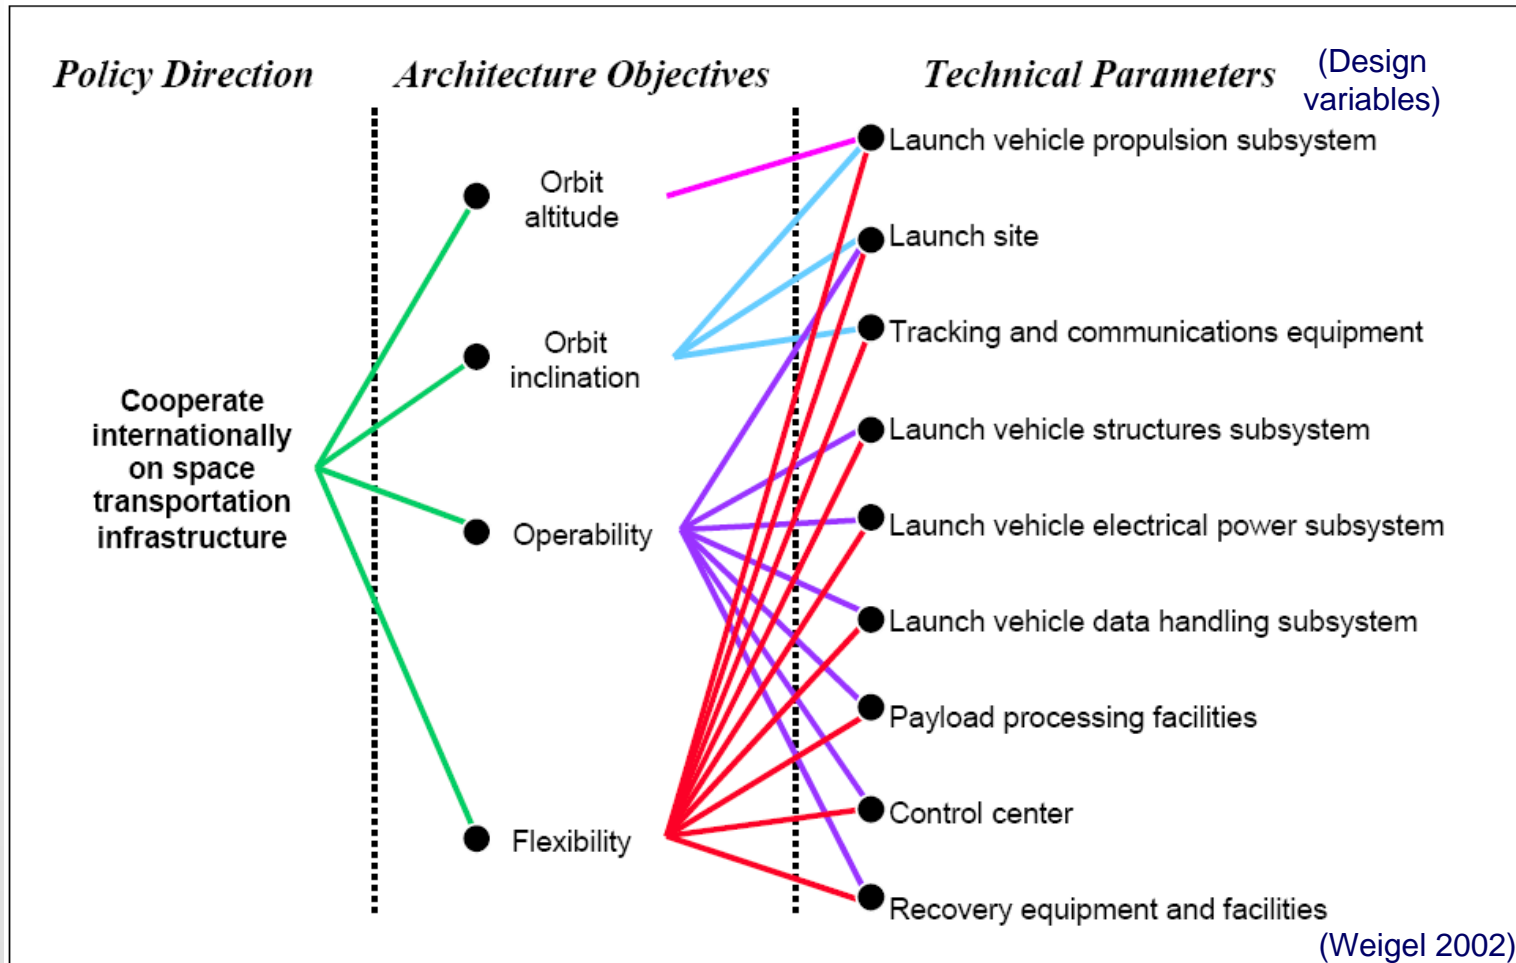 Policy Direction
Architecture Objectives
Technical Parameters
(Design
variables)
Cooperate
internationally
on space
transportation
infrastructure
Orbit
altitude
Orbit
inclination
Operability
Flexibility
Launch vehicle propulsion subsystem
Launch site
Tracking and communications equipment
Launch vehicle structures subsystem
Launch vehicle electrical power subsystem
Launch vehicle data handling subsystem
Payload processing facilities
Control center
Recovery equipment and facilities
(Weigel 2002)